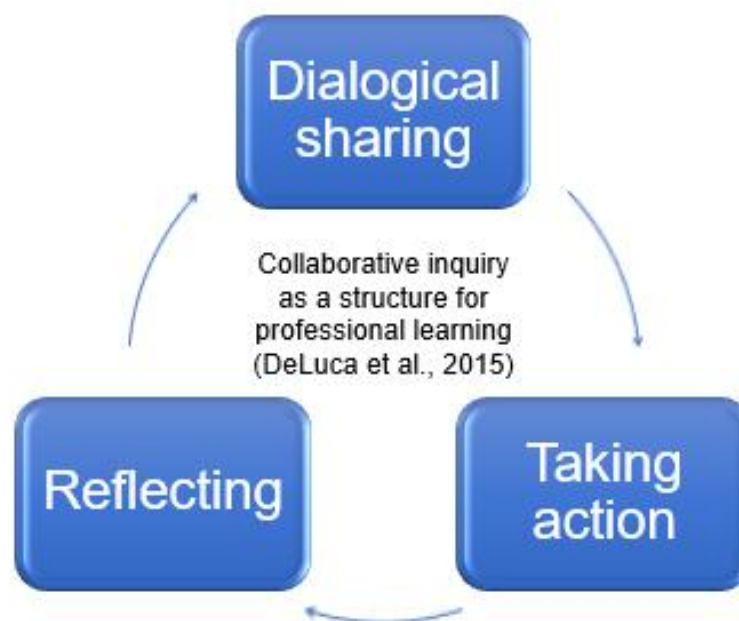 Dialogical
sharing
Collaborative inquiry
as a structure for
professional learning
(DeLuca et al., 2015)
Reflecting
Taking
action